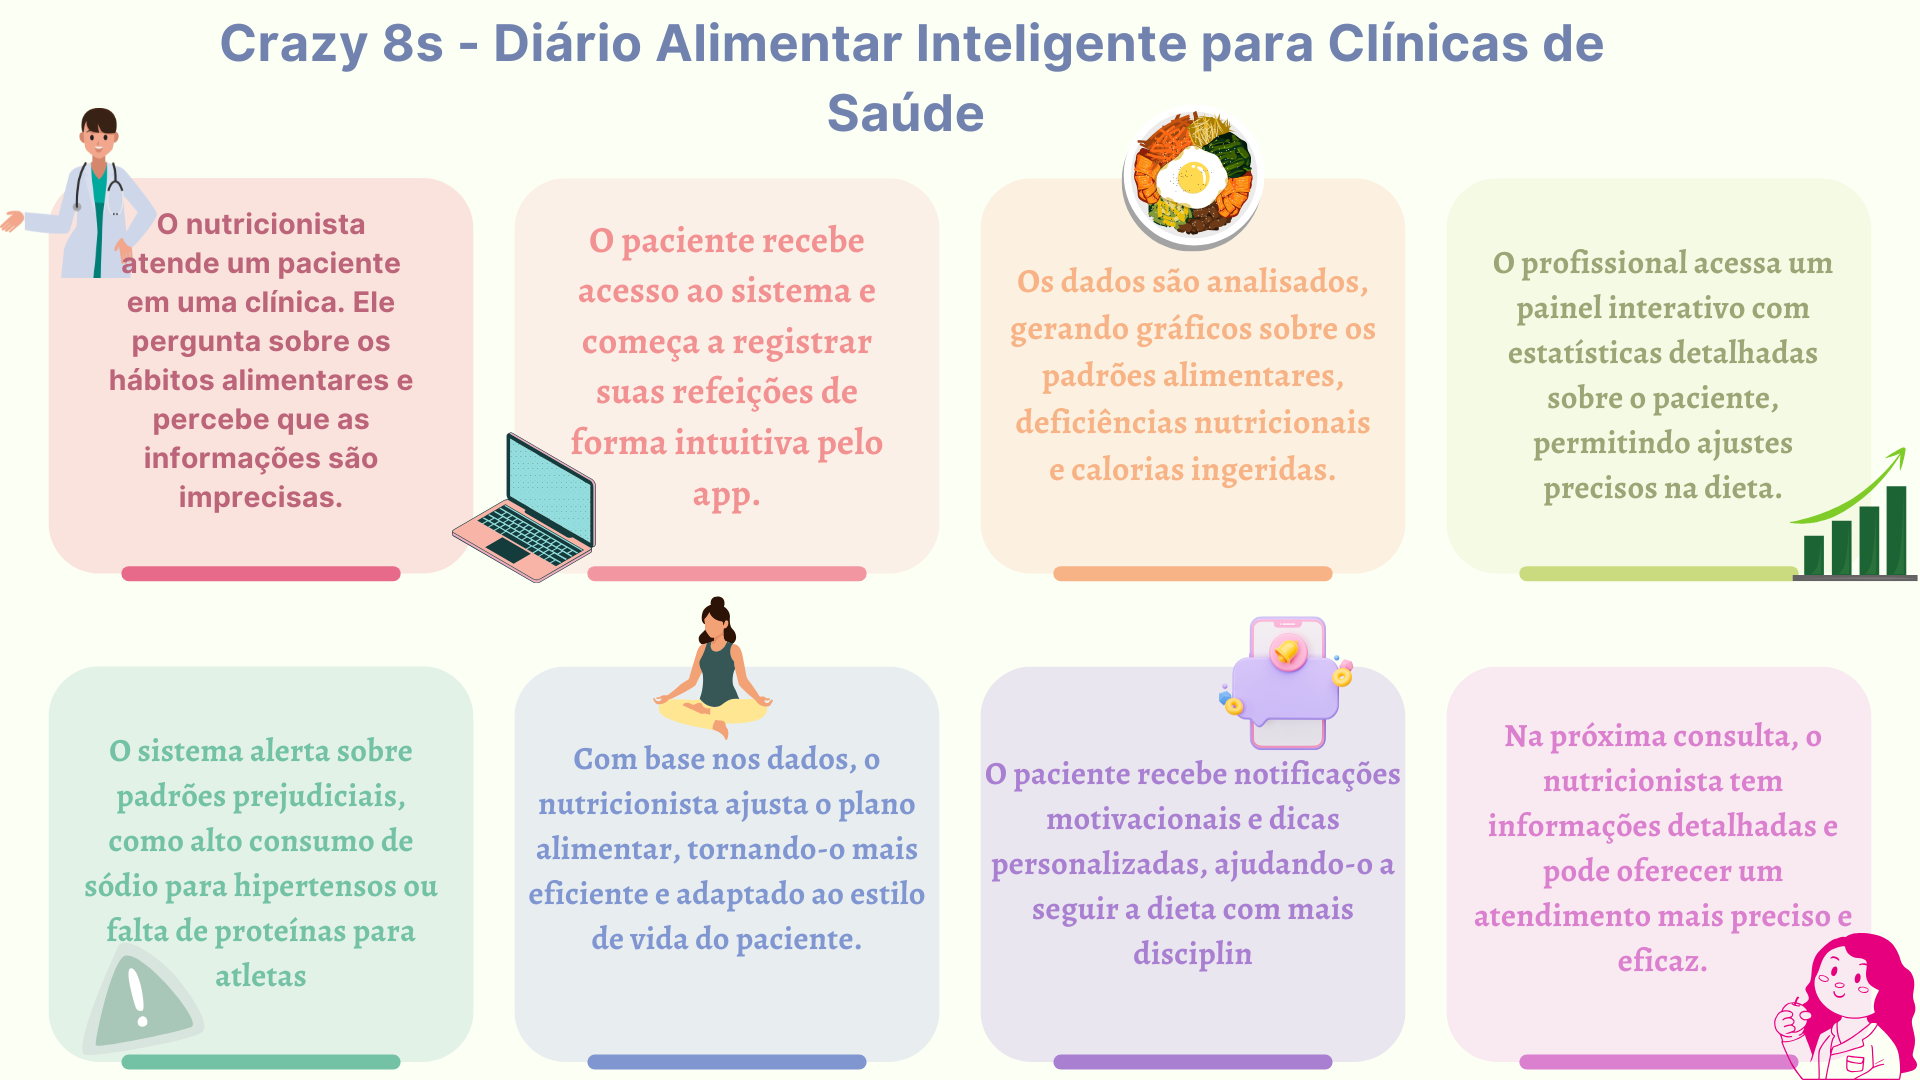 Crazy 8s - Diário Alimentar Inteligente para Clínicas de
Saúde
O nutricionista
atende um paciente
em uma clínica. Ele
pergunta sobre os
hábitos alimentares e
percebe que as
informações são
imprecisas.
O paciente recebe
acesso ao sistema e
começa a registrar
suas refeições de
forma intuitiva pelo
app.
Os dados são analisados,
gerando gráficos sobre os
padrões alimentares,
deficiências nutricionais
e calorias ingeridas.
O profissional acessa um
painel interativo com
estatísticas detalhadas
sobre o paciente,
permitindo ajustes
precisos na dieta.
O sistema alerta sobre
padrões prejudiciais,
como alto consumo de
sódio para hipertensos ou
falta de proteínas para
atletas
Com base nos dados, o
nutricionista ajusta o plano
alimentar, tornando-o mais
eficiente e adaptado ao estilo
de vida do paciente.
O paciente recebe notificações
motivacionais e dicas
personalizadas, ajudando-o a
seguir a dieta com mais
disciplin
Na próxima consulta, o
nutricionista tem
informações detalhadas e
pode oferecer um
atendimento mais preciso e
eficaz.